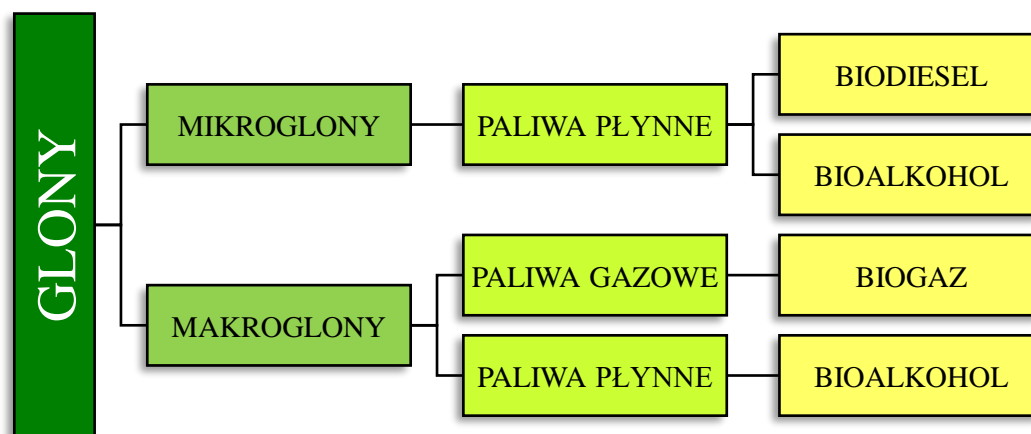 GLONY
MIKROGLONY
PALIWA PŁYNNE
BIODIESEL
BIOALKOHOL
MAKROGLONY
PALIWA GAZOWE
BIOGAZ
PALIWA PŁYNNE
BIOALKOHOL